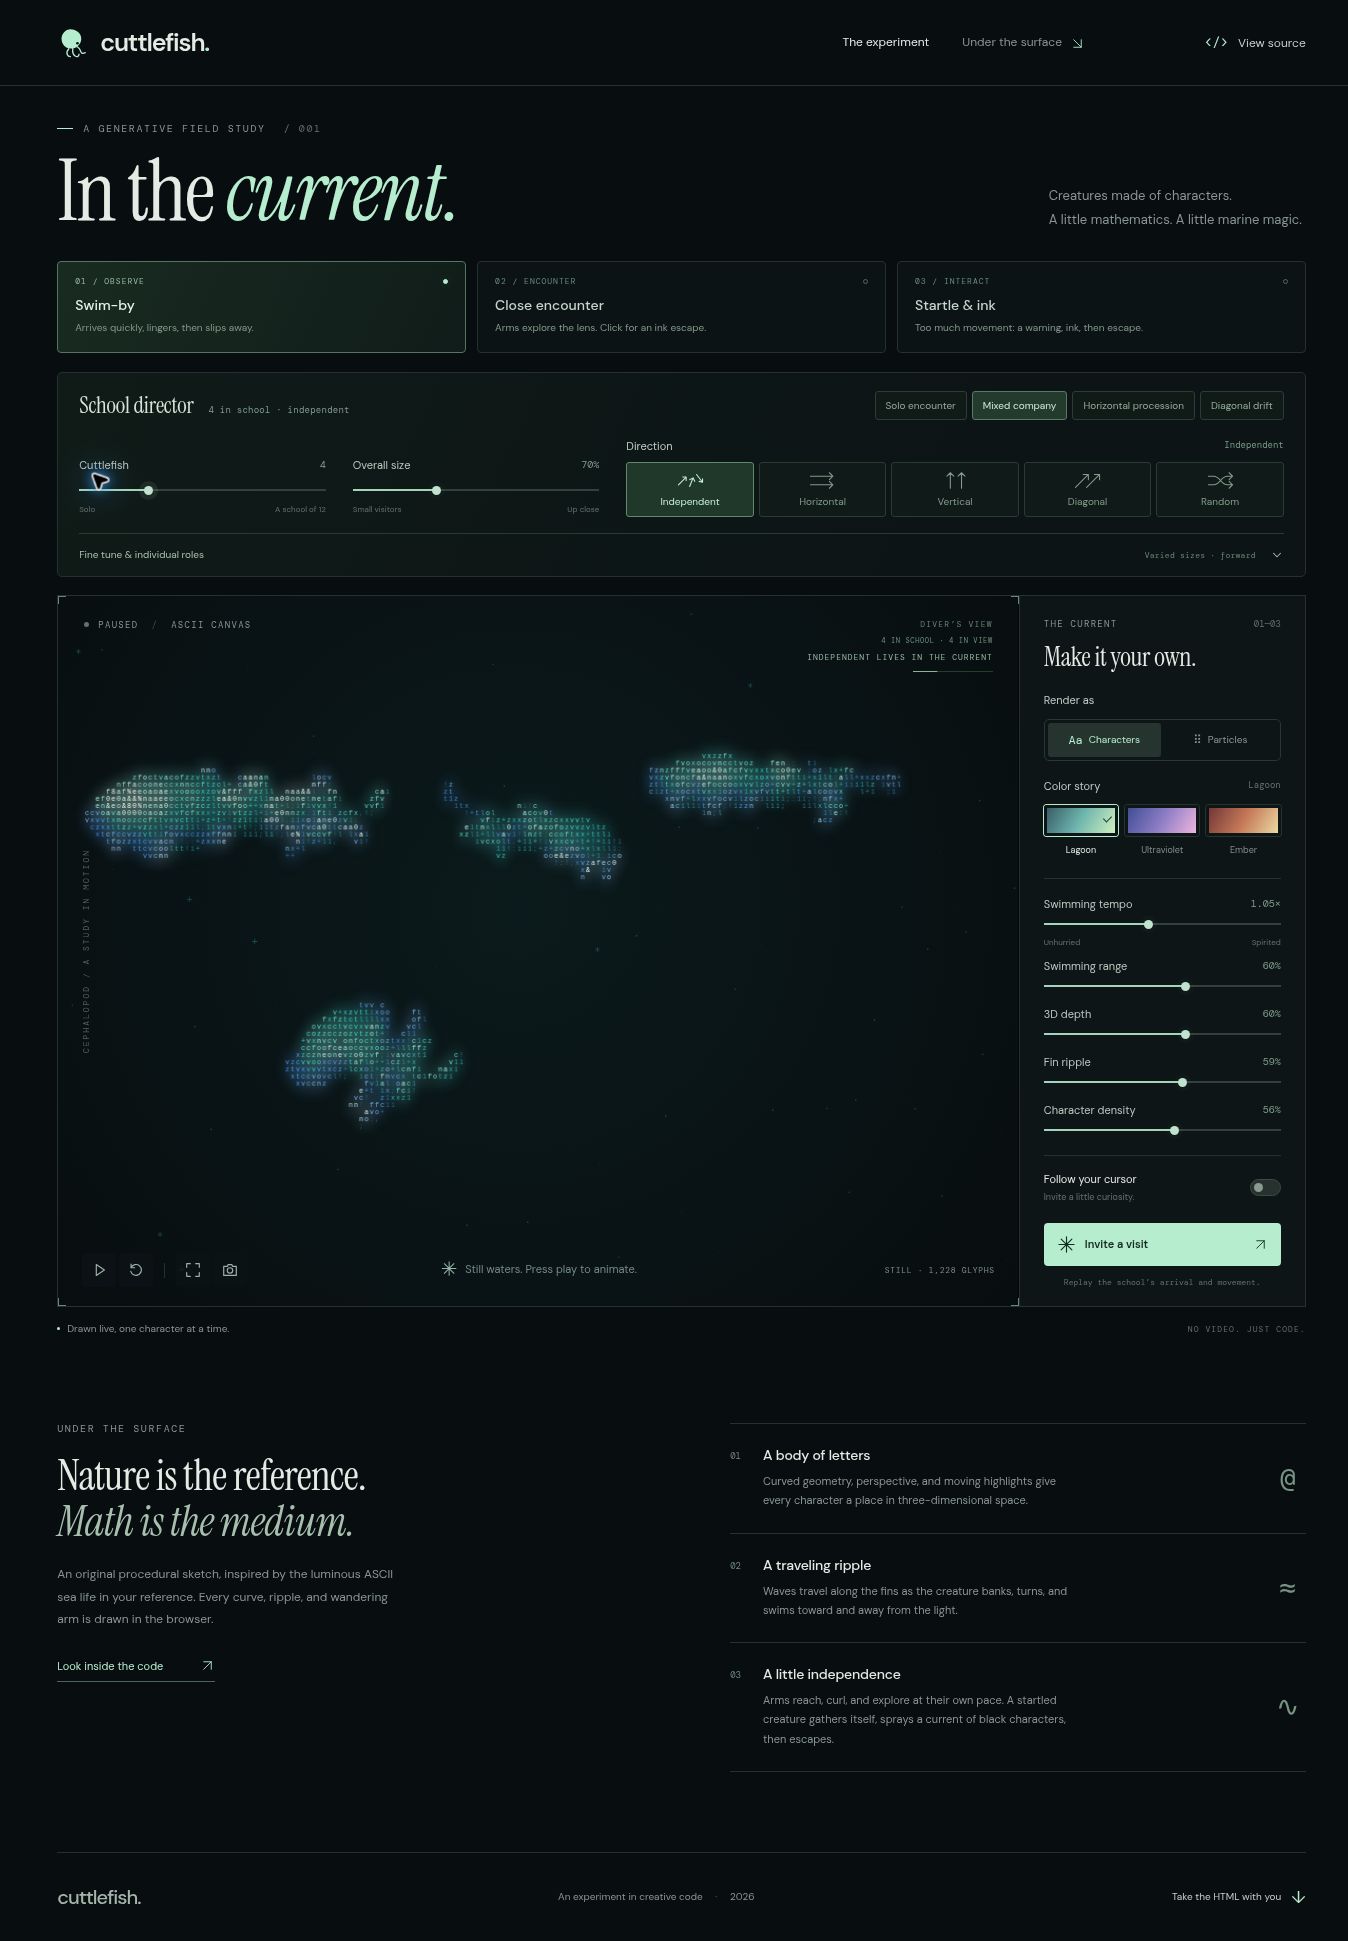 cuttlefish.
The experiment
Under the surface
View source
A GENERATIVE FIELD STUDY / 001
In the current.
Creatures made of characters.
A little mathematics. A little marine magic.
01 / OBSERVE
Swim-by
Arrives quickly, lingers, then slips away.
02 / ENCOUNTER
Close encounter
Arms explore the lens. Click for an ink escape.
03 / INTERACT
Startle & ink
Too much movement: a warning, ink, then escape.
School director
4 in school · independent
Solo encounter
Mixed company
Horizontal procession
Diagonal drift
Cuttlefish
4
Solo
A school of 12
Overall size
70%
Small visitors
Up close
Direction
Independent
Independent
Horizontal
Vertical
Diagonal
Random
Fine tune & individual roles
Varied sizes · forward
PAUSED / ASCII CANVAS
DIVER'S VIEW
4 IN SCHOOL · 4 IN VIEW
INDEPENDENT LIVES IN THE CURRENT
CEPHALOPOD / A STUDY IN MOTION
Still waters. Press play to animate.
STILL · 1,228 GLYPHS
THE CURRENT
01—03
Make it your own.
Render as
Aa Characters
Particles
Color story
Lagoon
Lagoon
Ultraviolet
Ember
Swimming tempo
1.05×
Unhurried
Spirited
Swimming range
60%
3D depth
60%
Fin ripple
59%
Character density
56%
Follow your cursor
Invite a little curiosity.
Invite a visit
Replay the school's arrival and movement.
Drawn live, one character at a time.
NO VIDEO. JUST CODE.
UNDER THE SURFACE
Nature is the reference.
Math is the medium.
An original procedural sketch, inspired by the luminous ASCII
sea life in your reference. Every curve, ripple, and wandering
arm is drawn in the browser.
Look inside the code
01
A body of letters
Curved geometry, perspective, and moving highlights give
every character a place in three-dimensional space.
@
02
A traveling ripple
Waves travel along the fins as the creature banks, turns, and
swims toward and away from the light.
≈
03
A little independence
Arms reach, curl, and explore at their own pace. A startled
creature gathers itself, sprays a current of black characters,
then escapes.
∿
cuttlefish.
An experiment in creative code · 2026
Take the HTML with you